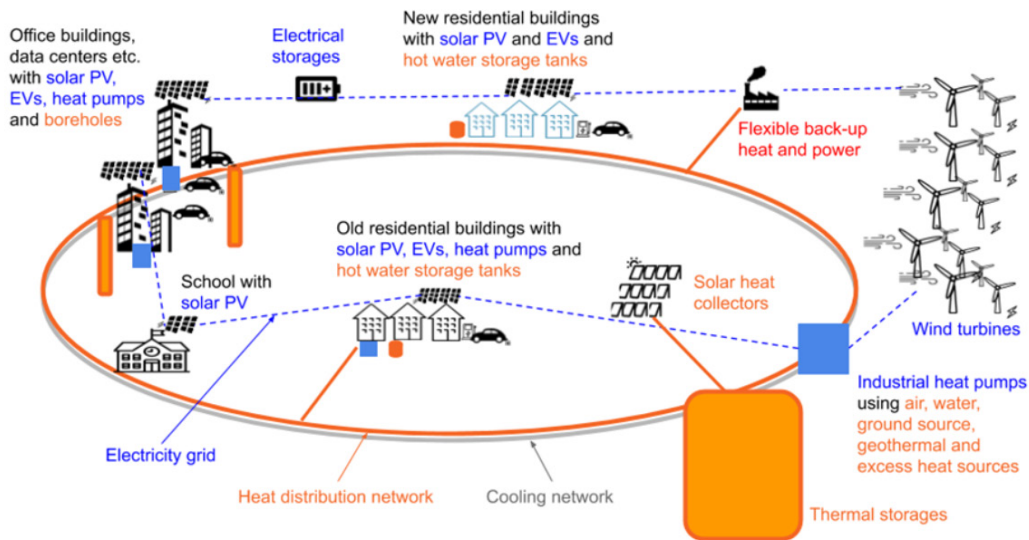 Office buildings,
data centers etc.
with solar PV,
EVs, heat pumps
and boreholes
Electrical
storages
New residential buildings
with solar PV and EVs and
hot water storage tanks
Flexible back-up
heat and power
Old residential buildings with
solar PV, EVs, heat pumps and
hot water storage tanks
School with
solar PV
Solar heat
collectors
Wind turbines
Industrial heat pumps
using air, water,
ground source,
geothermal and
excess heat sources
Electricity grid
Heat distribution network
Cooling network
Thermal storages